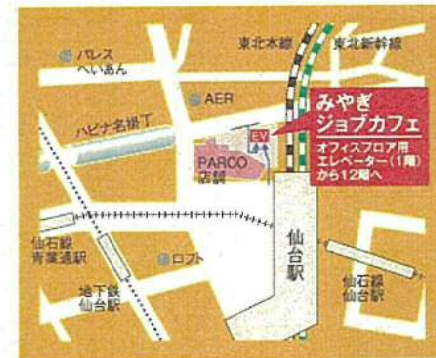 パレス
へいあん
東北本線
東北新幹線
AER
ハピナ名掛丁
EV
みやぎ
ジョブカフェ
オフィスフロア用
エレベーター(1階)
から12階へ
PARCO
店舗
仙石線
青葉通駅
ロフト
仙台駅
地下鉄
仙台駅
仙石線
仙台駅